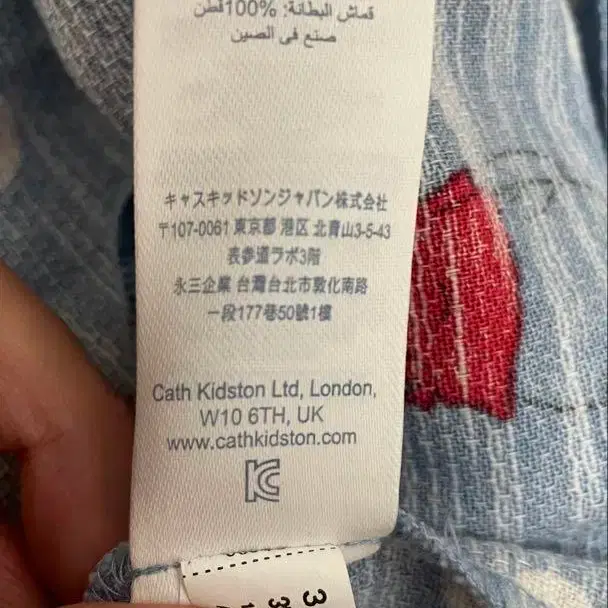 قماش البطانة: 100%قطن
صنع في الصين
キャスキッドソンジャパン株式会社
〒107-0061 東京都 港区 北青山3-5-43
表参道ラボ3階
永三企業 台灣台北市敦化南路
一段177巷50號1樓
Cath Kidston Ltd, London,
W10 6TH, UK
www.cathkidston.com
KC
3